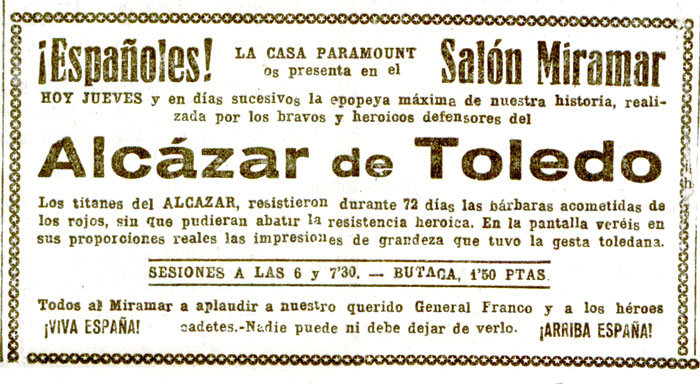 ¡Españoles! LA CASA PARAMOUNT os presenta en el Salón Miramar
HOY JUEVES y en días sucesivos la epopeya máxima de nuestra historia, reali-
zada por los bravos y heroicos defensores del
Alcázar de Toledo
Los titanes del ALCAZAR, resistieron durante 72 días las bárbaras acometidas de
los rojos, sin que pudieran abatir la resistencia heroica. En la pantalla veréis en
sus proporciones reales las impresiones de grandeza que tuvo la gesta toledana.
SESIONES A LAS 6 y 7'30. — BUTACA, 1'50 PTAS.
Todos al Miramar a aplaudir a nuestro querido General Franco y a los héroes
¡VIVA ESPAÑA! cadetes.-Nadie puede ni debe dejar de verlo. ¡ARRIBA ESPAÑA!